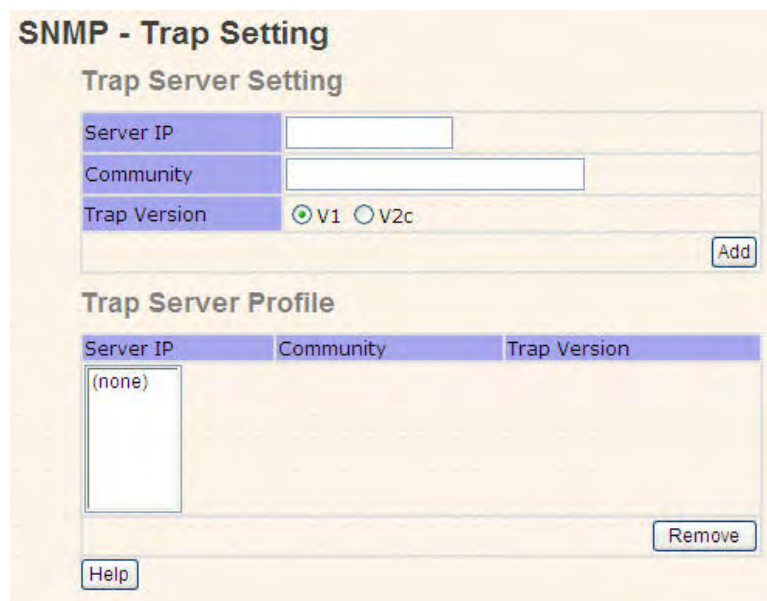 SNMP - Trap Setting
Trap Server Setting
Server IP
Community
Trap Version V1 V2c
Add
Trap Server Profile
Server IP Community Trap Version
(none)
Remove
Help